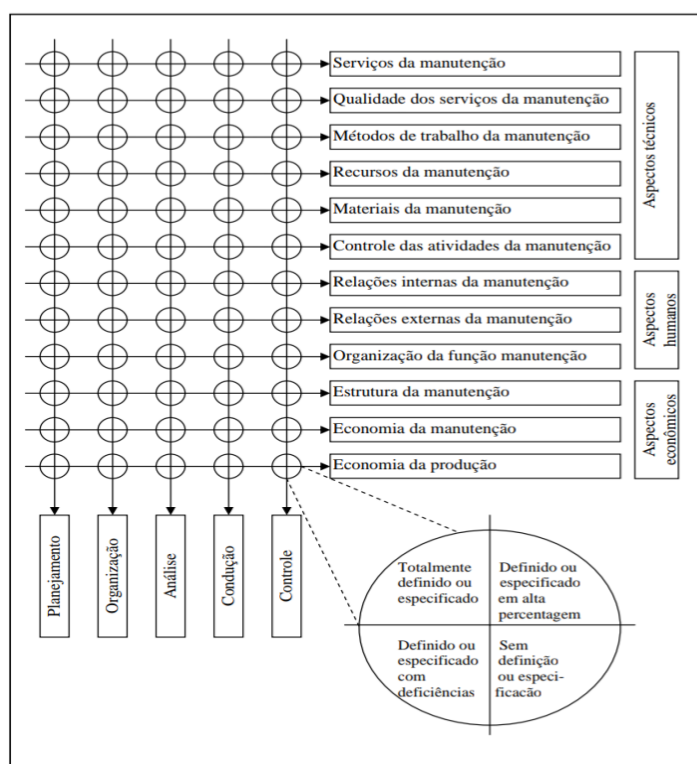 Serviços da manutenção
Qualidade dos serviços da manutenção
Métodos de trabalho da manutenção
Recursos da manutenção
Materiais da manutenção
Controle das atividades da manutenção
Aspectos técnicos
Relações internas da manutenção
Relações externas da manutenção
Organização da função manutenção
Aspectos
humanos
Estrutura da manutenção
Economia da manutenção
Economia da produção
Aspectos
econômicos
Planejamento
Organização
Análise
Condução
Controle
Totalmente
definido ou
especificado
Definido ou
especificado
em alta
percentagem
Definido ou
especificado
com
deficiências
Sem
definição
ou especi-
ficacão